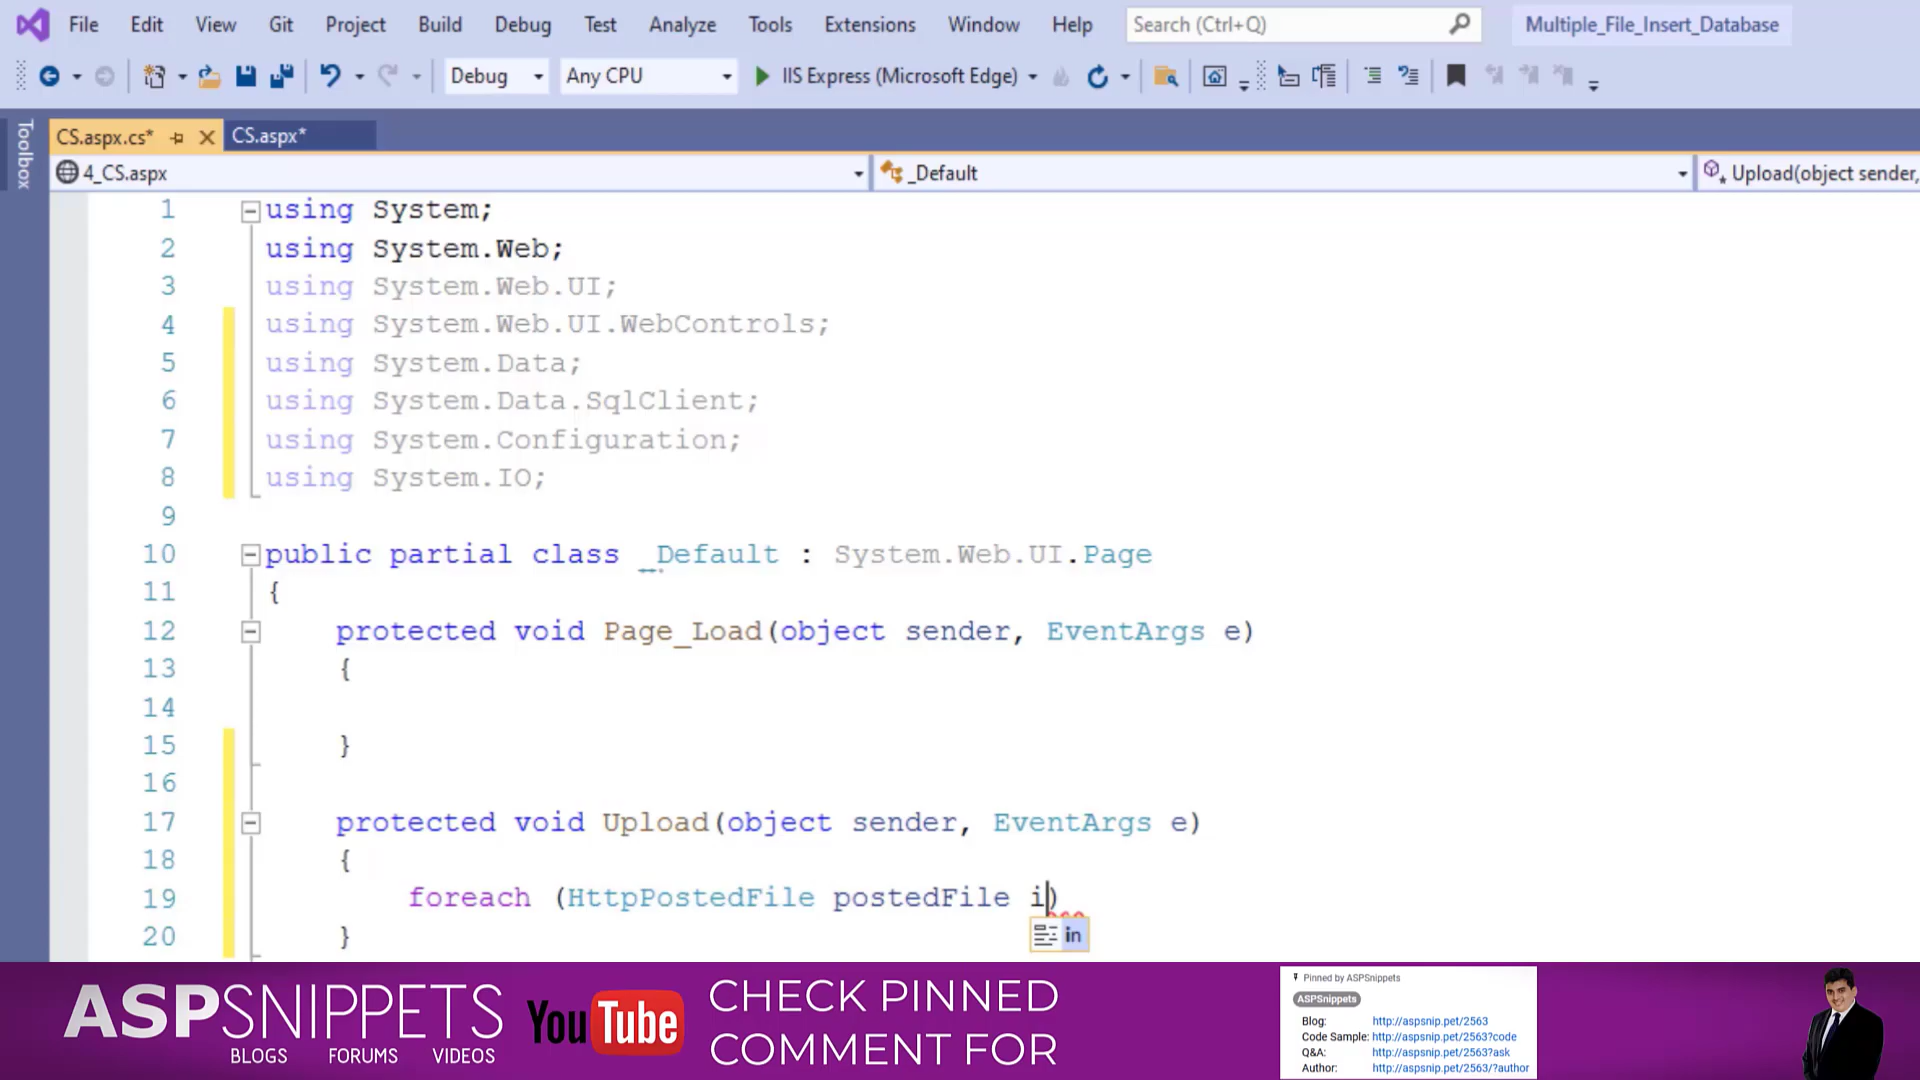 File Edit View Git Project Build Debug Test Analyze Tools Extensions Window Help Search (Ctrl+Q) Multiple_File_Insert_Database
Debug Any CPU IIS Express (Microsoft Edge)
Toolbox
CS.aspx.cs* CS.aspx*
4_CS.aspx _Default Upload(object sender,
1 using System;
2 using System.Web;
3 using System.Web.UI;
4 using System.Web.UI.WebControls;
5 using System.Data;
6 using System.Data.SqlClient;
7 using System.Configuration;
8 using System.IO;
9
10 public partial class _Default : System.Web.UI.Page
11 {
12 protected void Page_Load(object sender, EventArgs e)
13 {
14
15 }
16
17 protected void Upload(object sender, EventArgs e)
18 {
19 foreach (HttpPostedFile postedFile i)
20 }
in
ASPSNIPPETS
BLOGS FORUMS VIDEOS
YouTube
CHECK PINNED
COMMENT FOR
Pinned by ASPSnippets
ASPSnippets
Blog: http://aspsnip.pet/2563
Code Sample: http://aspsnip.pet/2563?code
Q&A: http://aspsnip.pet/2563?ask
Author: http://aspsnip.pet/2563/?author